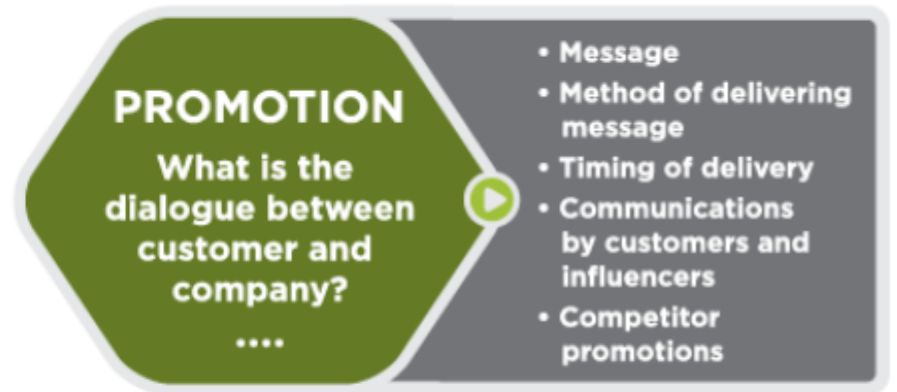 PROMOTION
What is the
dialogue between
customer and
company?
....
• Message
• Method of delivering
message
• Timing of delivery
• Communications
by customers and
influencers
• Competitor
promotions